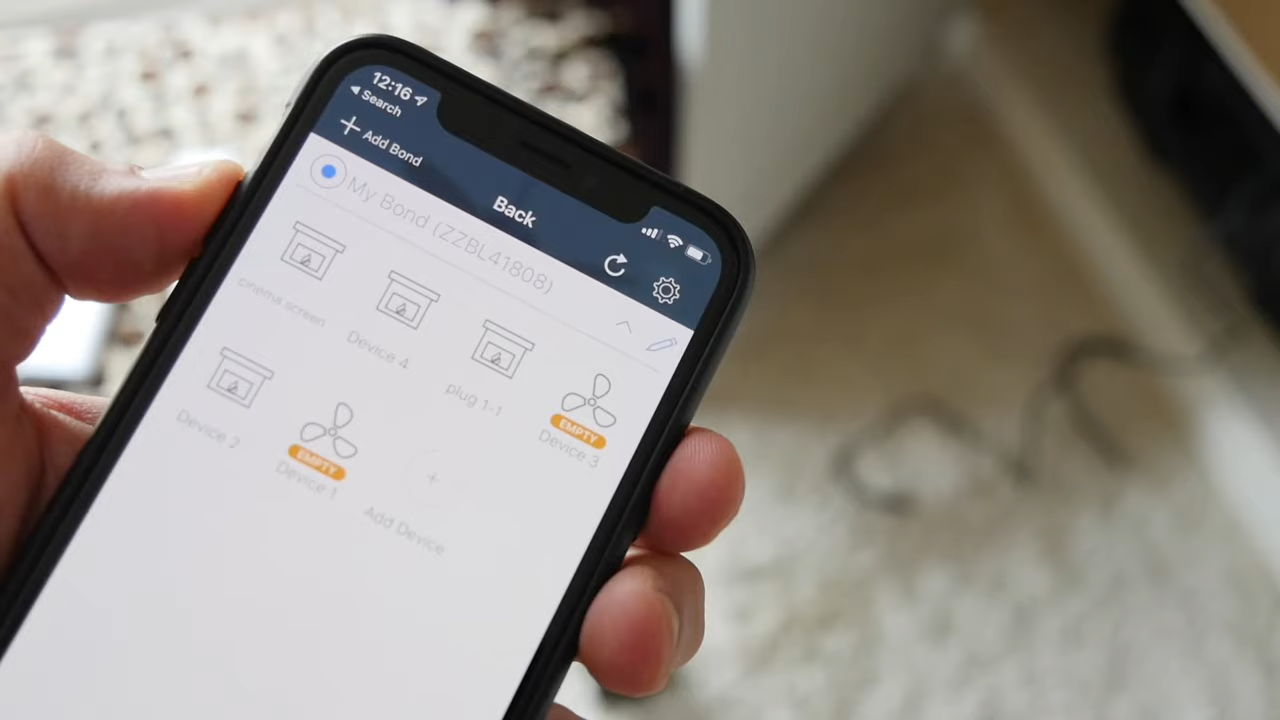 12:16
Search
+ Add Bond
Back
My Bond (ZZBL41808)
cinema screen
Device 4
plug 1-1
EMPTY
Device 3
Device 2
EMPTY
Device 1
Add Device